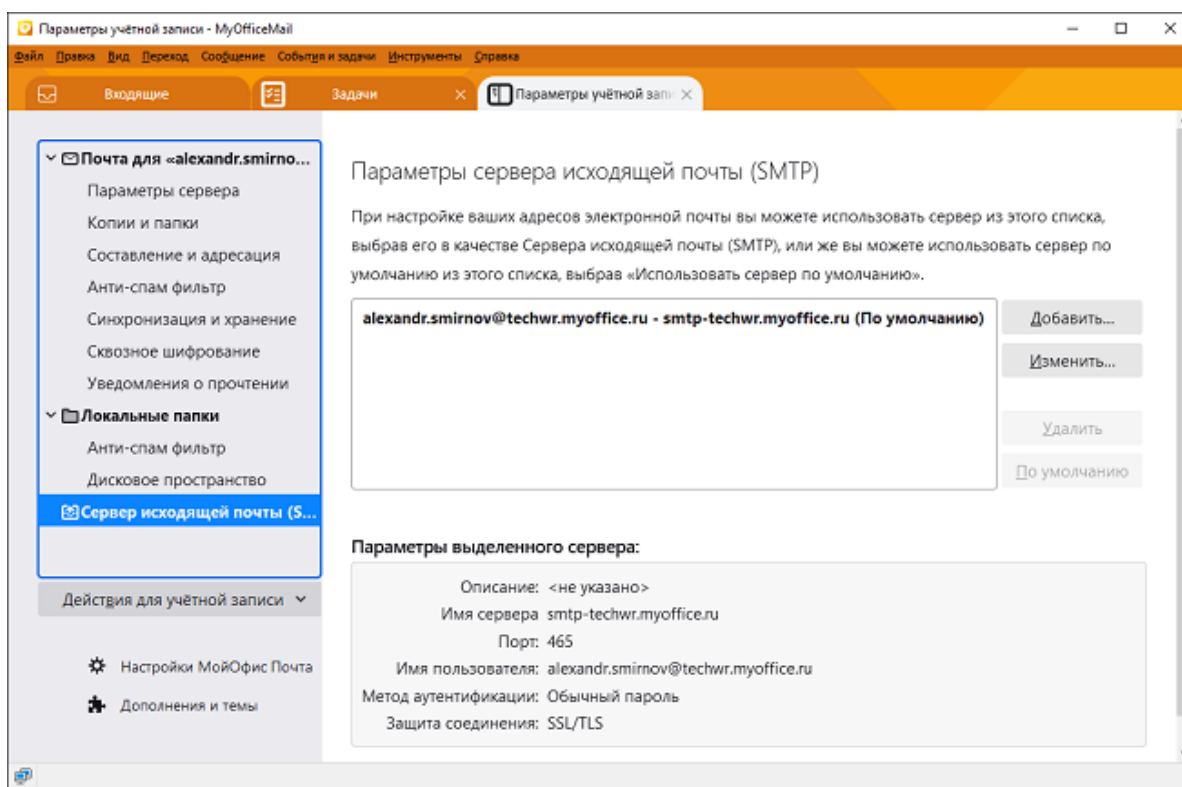 Параметры учётной записи - MyOfficeMail
Файл Правка Вид Переход Сообщение События и задачи Инструменты Справка
Входящие
Задачи
Параметры учётной запи
Почта для «alexandr.smirno...
Параметры сервера
Копии и папки
Составление и адресация
Анти-спам фильтр
Синхронизация и хранение
Сквозное шифрование
Уведомления о прочтении
Локальные папки
Анти-спам фильтр
Дисковое пространство
Сервер исходящей почты (S...
Действия для учётной записи
Настройки МойОфис Почта
Дополнения и темы
Параметры сервера исходящей почты (SMTP)
При настройке ваших адресов электронной почты вы можете использовать сервер из этого списка,
выбрав его в качестве Сервера исходящей почты (SMTP), или же вы можете использовать сервер по
умолчанию из этого списка, выбрав «Использовать сервер по умолчанию».
alexandr.smirnov@techwr.myoffice.ru - smtp-techwr.myoffice.ru (По умолчанию)
Добавить...
Изменить...
Удалить
По умолчанию
Параметры выделенного сервера:
Описание: <не указано>
Имя сервера smtp-techwr.myoffice.ru
Порт: 465
Имя пользователя: alexandr.smirnov@techwr.myoffice.ru
Метод аутентификации: Обычный пароль
Защита соединения: SSL/TLS